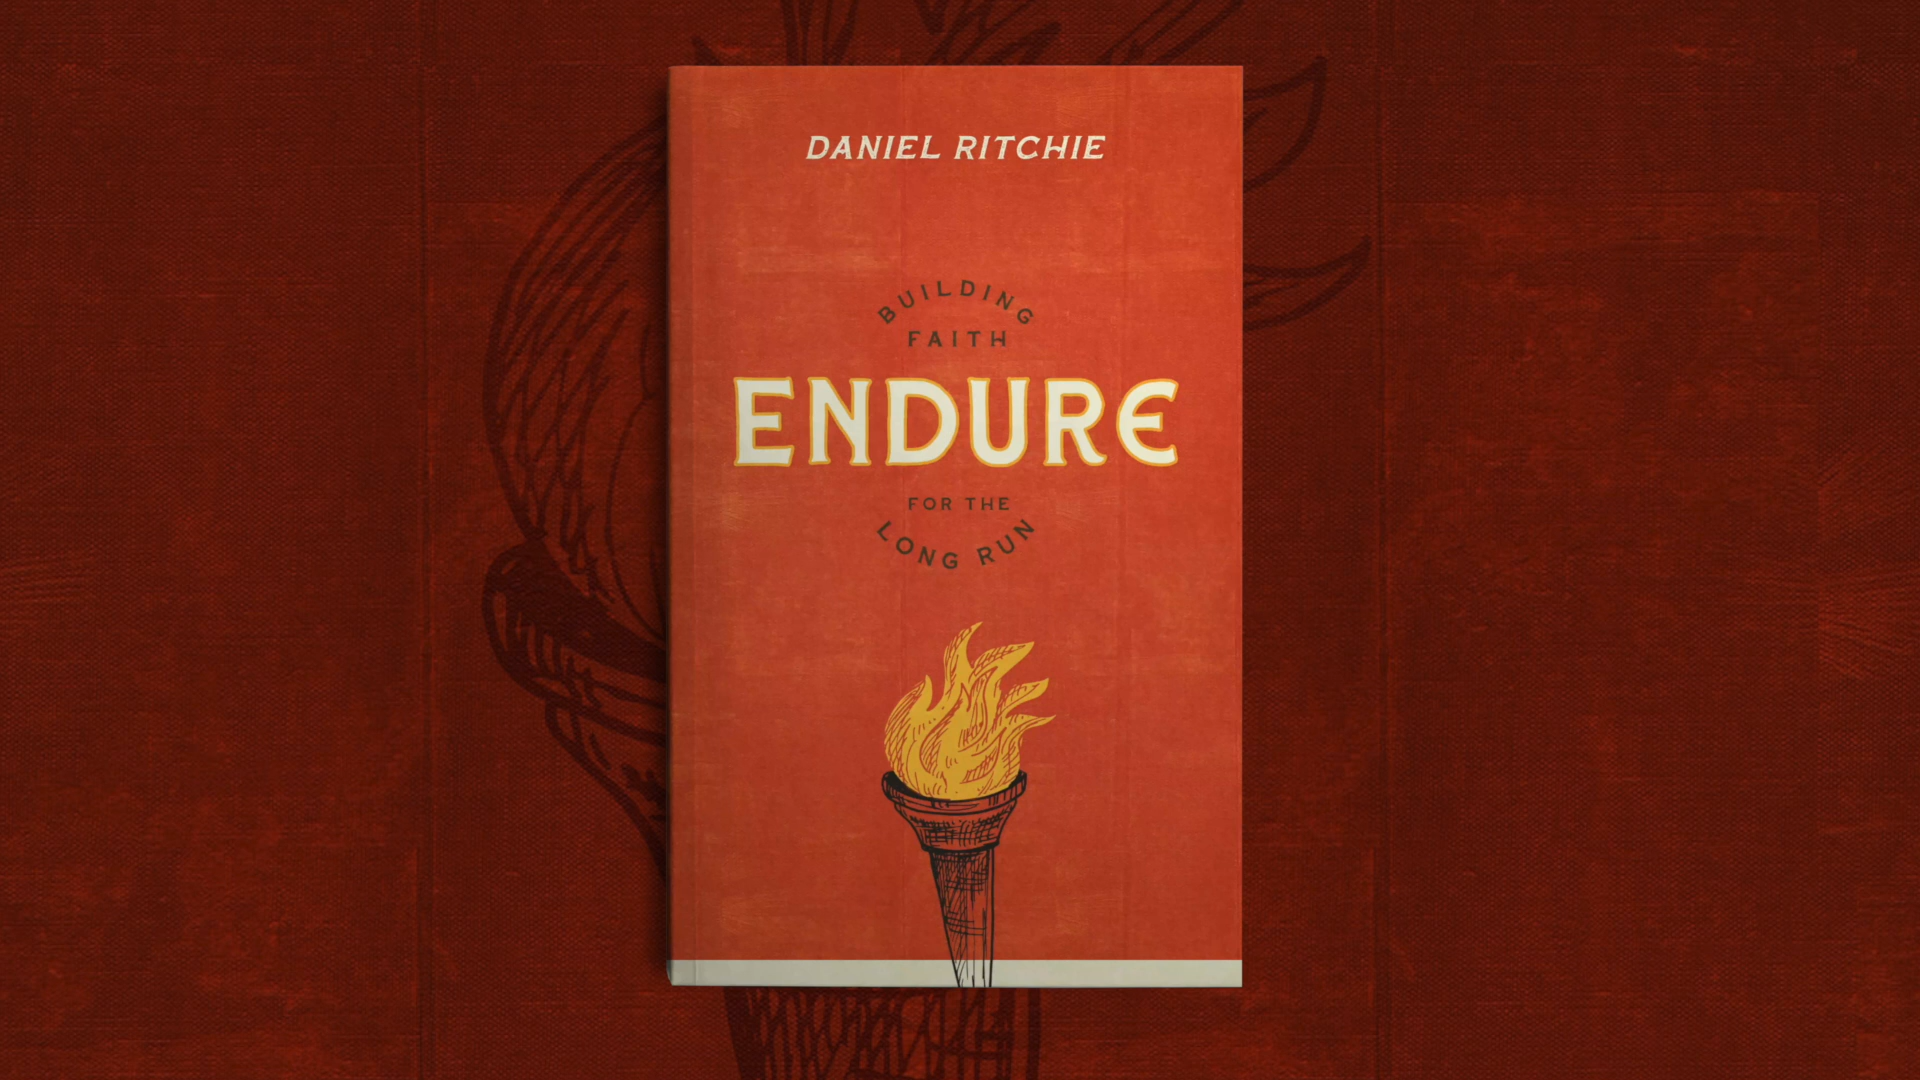 DANIEL RITCHIE
BUILDING
FAITH
ENDURE
FOR THE
LONG RUN